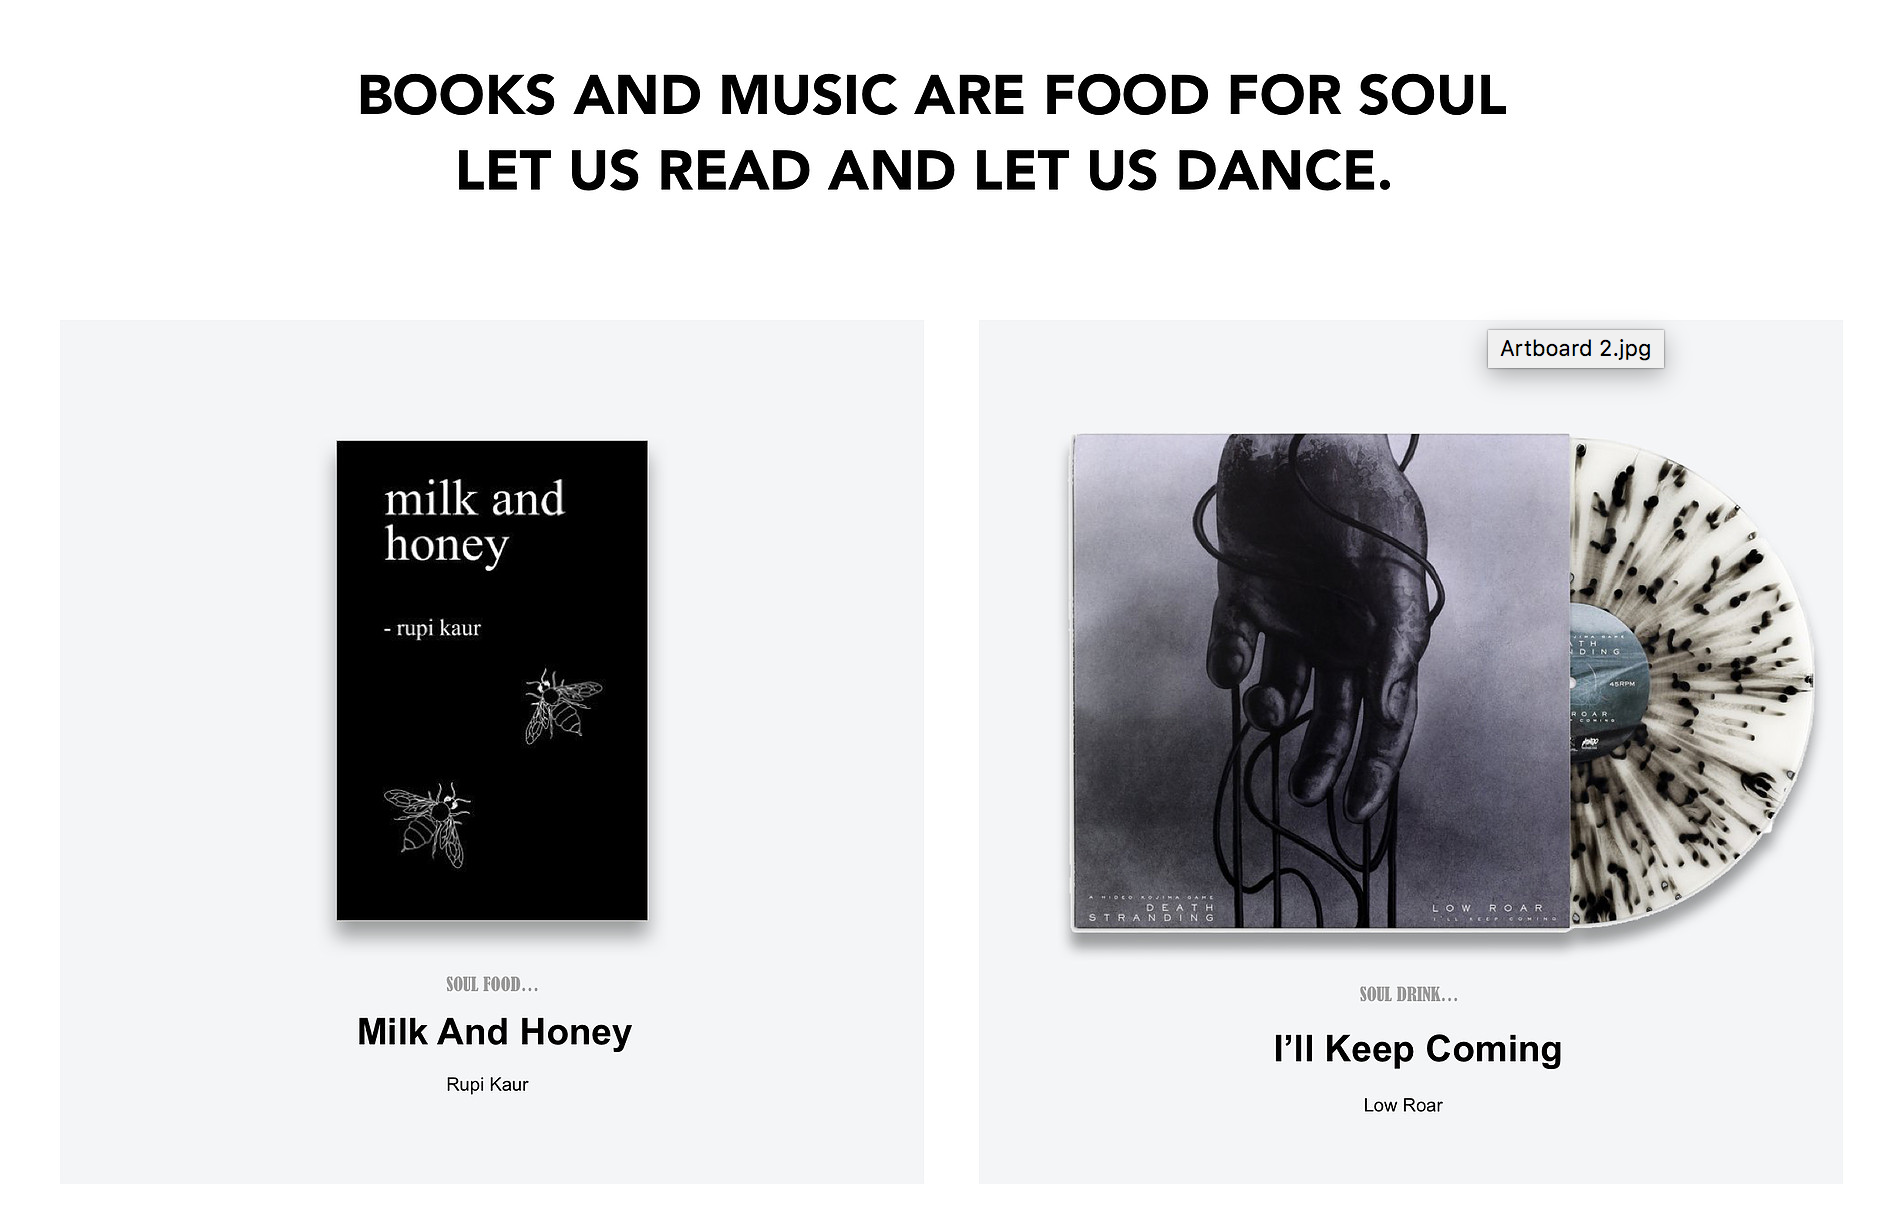 BOOKS AND MUSIC ARE FOOD FOR SOUL
LET US READ AND LET US DANCE.
milk and
honey
- rupi kaur
SOUL FOOD...
Milk And Honey
Rupi Kaur
Artboard 2.jpg
A HIDEO KOJIMA GAME
DEATH
STRANDING
LOW ROAR
I'LL KEEP COMING
45RPM
ROAR
COMING
SOUL DRINK...
I’ll Keep Coming
Low Roar